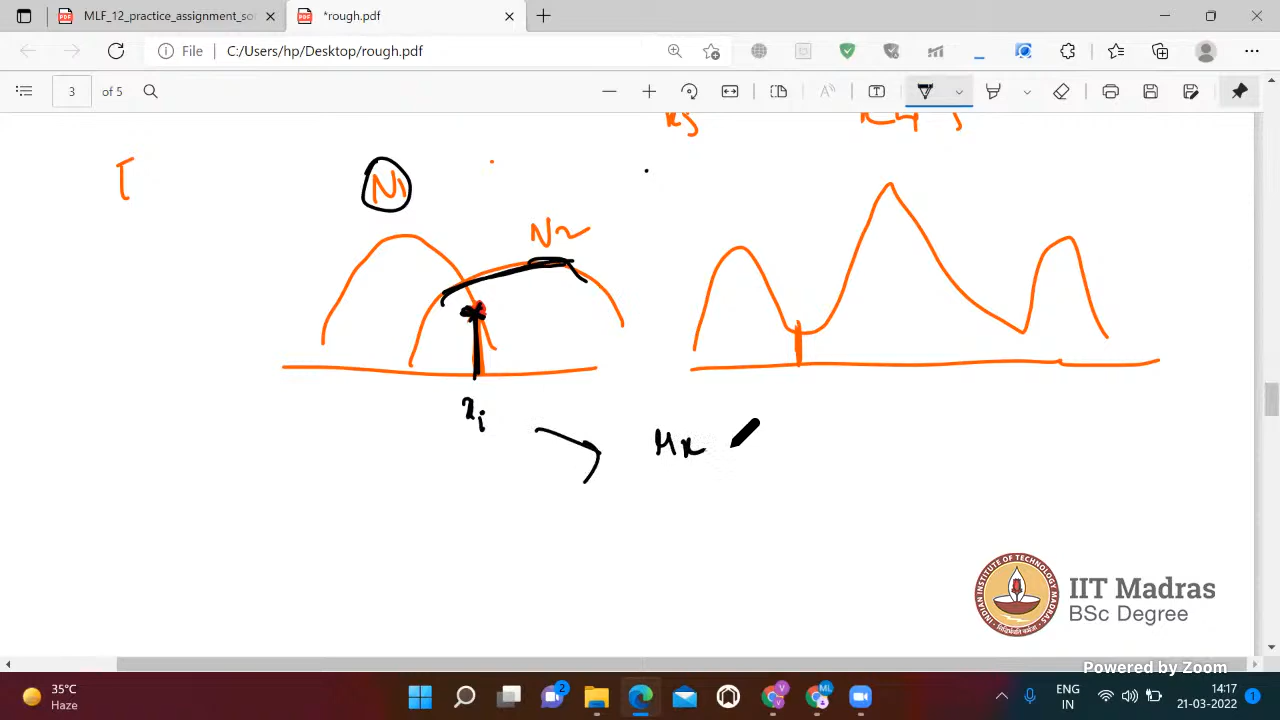 MLF_12_practice_assignment_so
*rough.pdf
File
C:/Users/hp/Desktop/rough.pdf
3
of 5
N1
N2
xi
Mx
IIT Madras
BSc Degree
Powered by Zoom
35°C
Haze
ENG
IN
14:17
21-03-2022